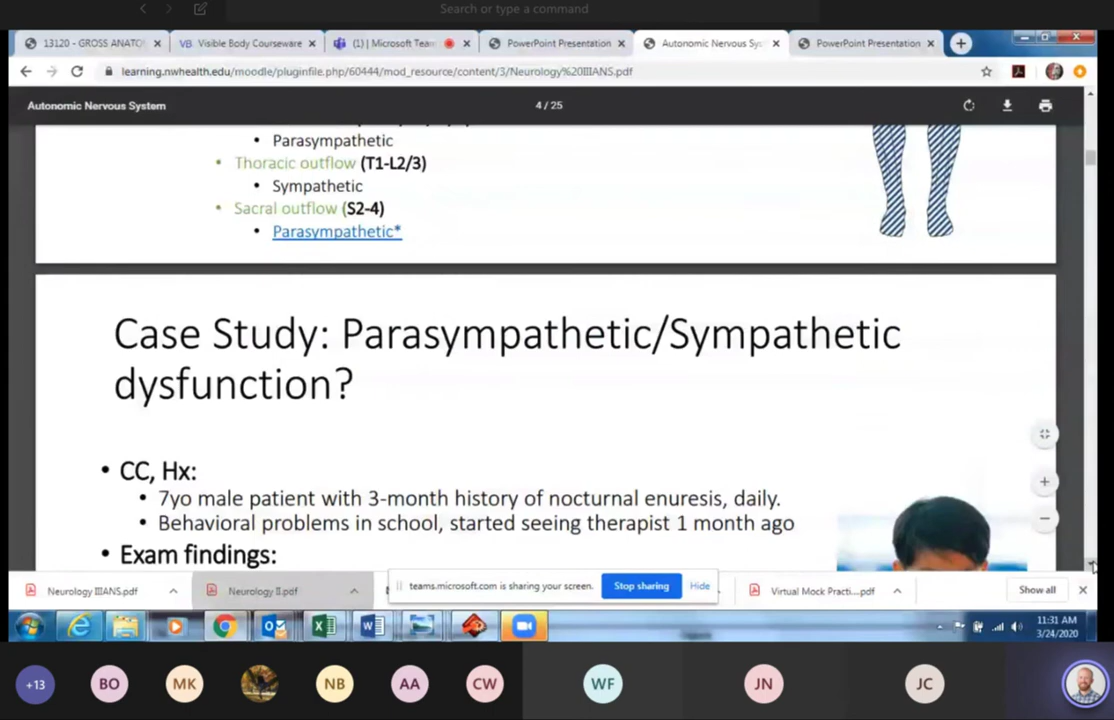 Search or type a command
13120 - GROSS ANATO
VB Visible Body Courseware
(1) | Microsoft Team
PowerPoint Presentation
Autonomic Nervous Sy
PowerPoint Presentation
learning.nwhealth.edu/moodle/pluginfile.php/60444/mod_resource/content/3/Neurology%20IIIANS.pdf
Autonomic Nervous System
4 / 25
• Parasympathetic
• Thoracic outflow (T1-L2/3)
• Sympathetic
• Sacral outflow (S2-4)
• Parasympathetic*
Case Study: Parasympathetic/Sympathetic
dysfunction?
• CC, Hx:
• 7yo male patient with 3-month history of nocturnal enuresis, daily.
• Behavioral problems in school, started seeing therapist 1 month ago
• Exam findings:
Neurology IIIANS.pdf
Neurology II.pdf
teams.microsoft.com is sharing your screen.
Stop sharing
Hide
Virtual Mock Practi....pdf
Show all
11:31 AM
3/24/2020
+13
BO
MK
NB
AA
CW
WF
JN
JC